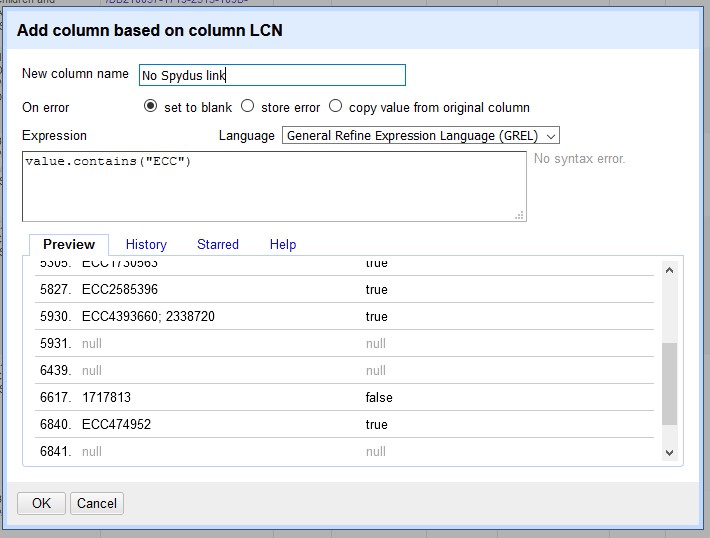 Add column based on column LCN
New column name No Spydus link
On error set to blank store error copy value from original column
Expression Language General Refine Expression Language (GREL)
value.contains("ECC") No syntax error.
Preview History Starred Help
5305. ECC1730563 true
5827. ECC2585396 true
5930. ECC4393660; 2338720 true
5931. null null
6439. null null
6617. 1717813 false
6840. ECC474952 true
6841. null null
OK Cancel